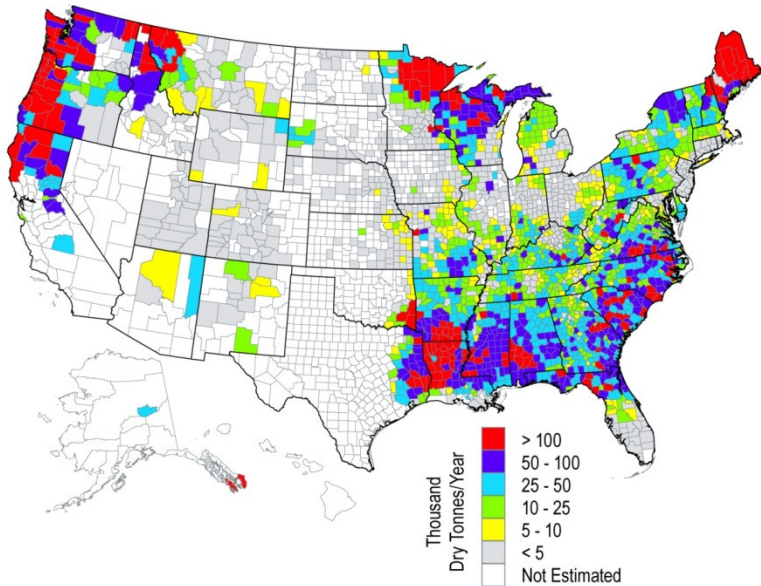 Thousand
Dry Tonnes/Year
> 100
50 - 100
25 - 50
10 - 25
5 - 10
< 5
Not Estimated